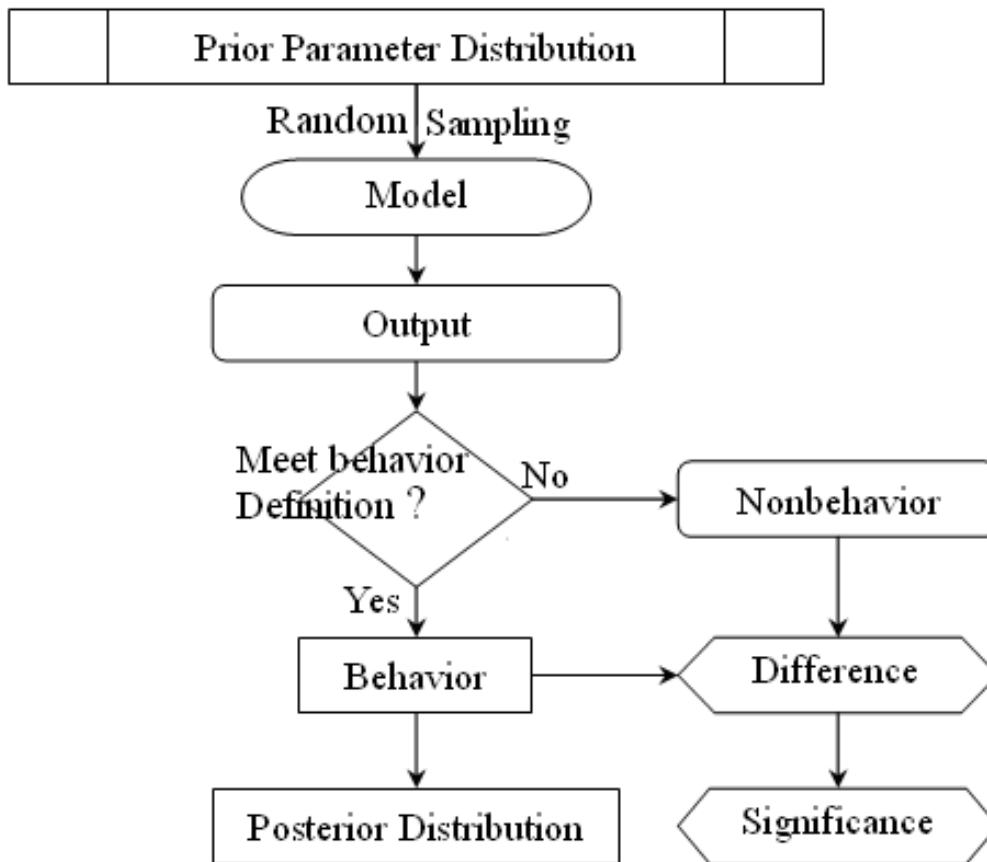 Prior Parameter Distribution
Random Sampling
Model
Output
Meet behavior
Definition ?
No
Nonbehavior
Yes
Behavior
Difference
Posterior Distribution
Significance